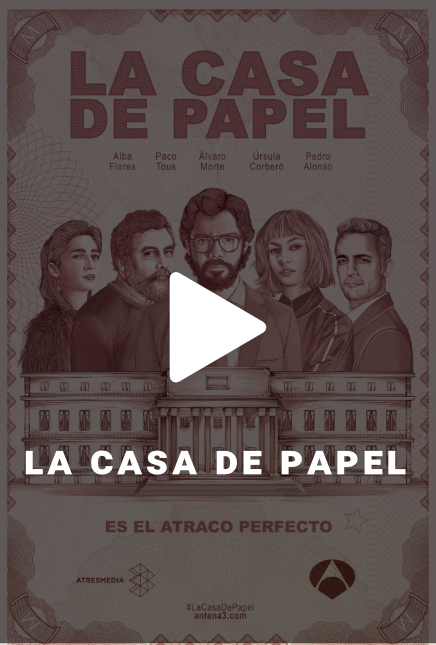 LA CASA
DE PAPEL
Alba Paco Álvaro Úrsula Pedro
Flores Tous Morte Corberó Alonso
LA CASA DE PAPEL
ES EL ATRACO PERFECTO
ATRESMEDIA
#LaCasaDePapel
antena3.com